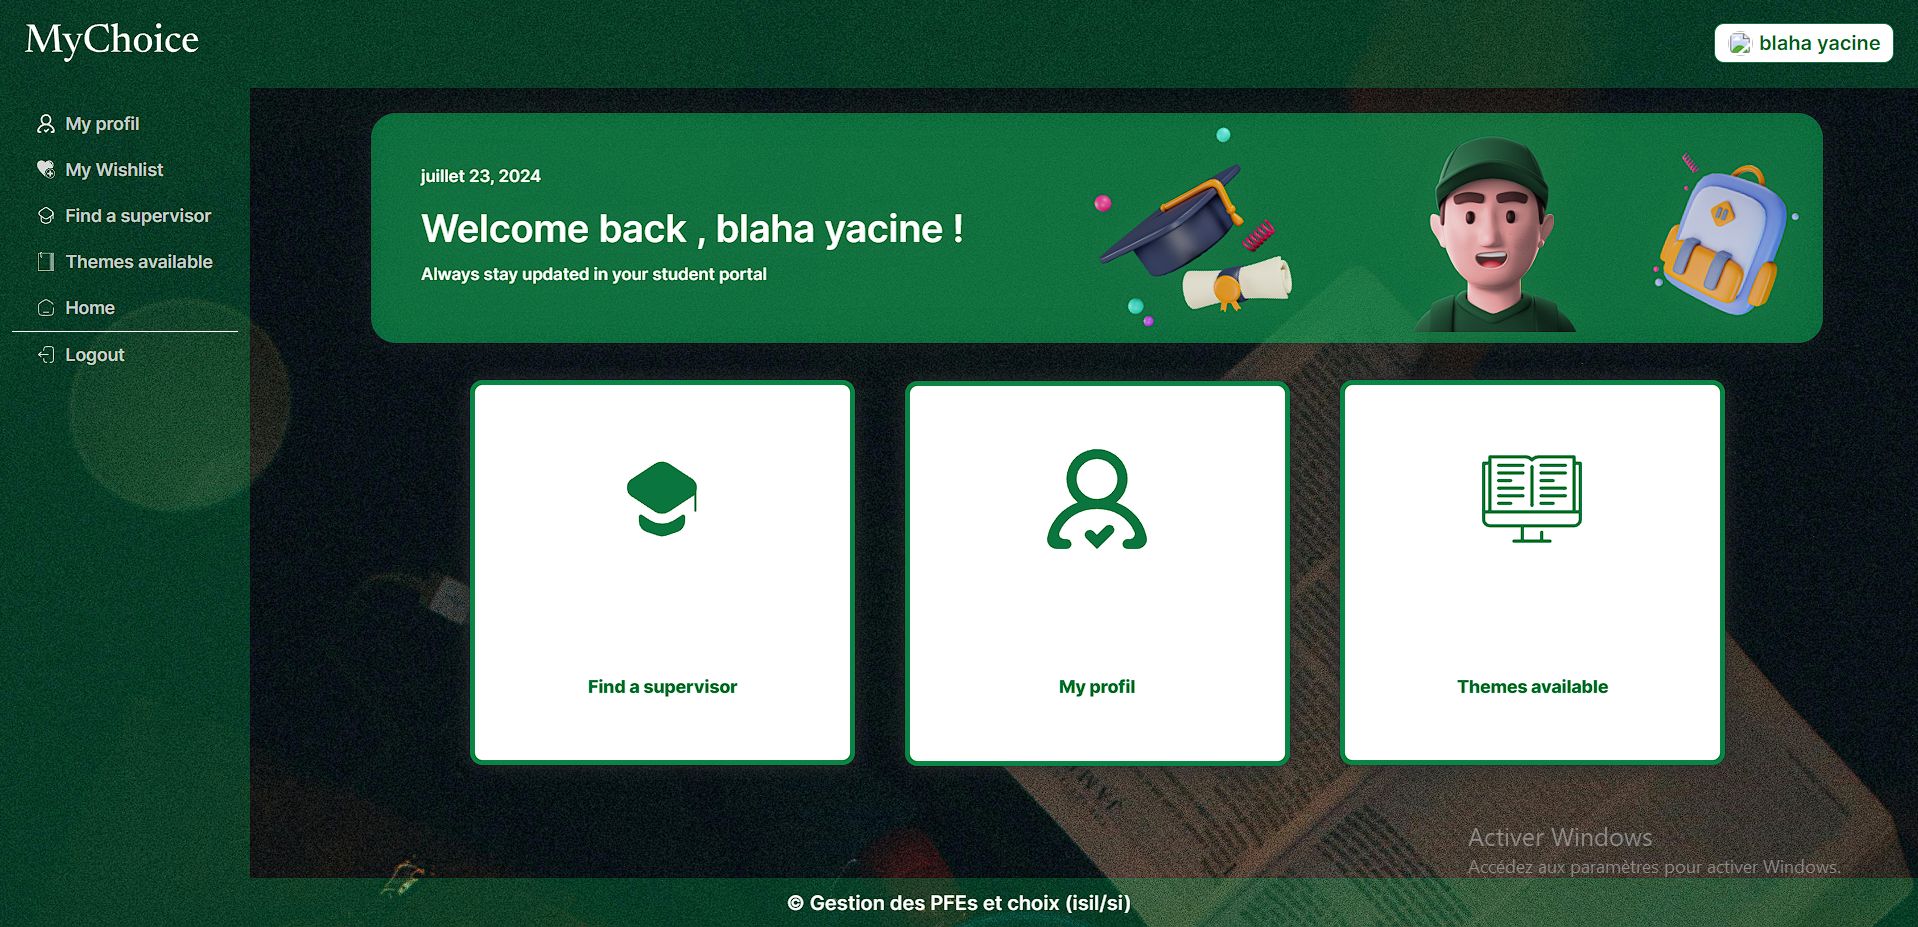 MyChoice
blaha yacine
My profil
My Wishlist
Find a supervisor
Themes available
Home
Logout
juillet 23, 2024
Welcome back , blaha yacine !
Always stay updated in your student portal
Find a supervisor
My profil
Themes available
Activer Windows
Accédez aux paramètres pour activer Windows.
© Gestion des PFEs et choix (isil/si)